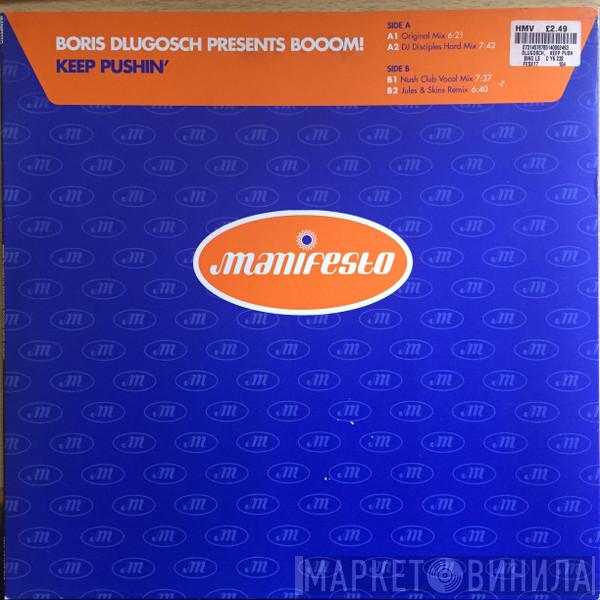 BORIS DLUGOSCH PRESENTS BOOOM!
KEEP PUSHIN'
SIDE A
A1 Original Mix 6:21
A2 DJ Disciples Hard Mix 7:42
SIDE B
B1 Nush Club Vocal Mix 7:37
B2 Jules & Skins Remix 6:40
HMV £2.49
DLUGOSCH, KEEP PUSH
manifesto
МАРКЕТ ВИНИЛА